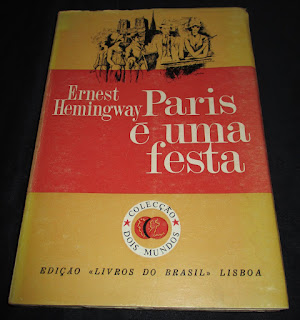 Ernest
Hemingway
Paris
é uma
festa
COLECÇÃO
DOIS MUNDOS
EDIÇÃO «LIVROS DO BRASIL» LISBOA